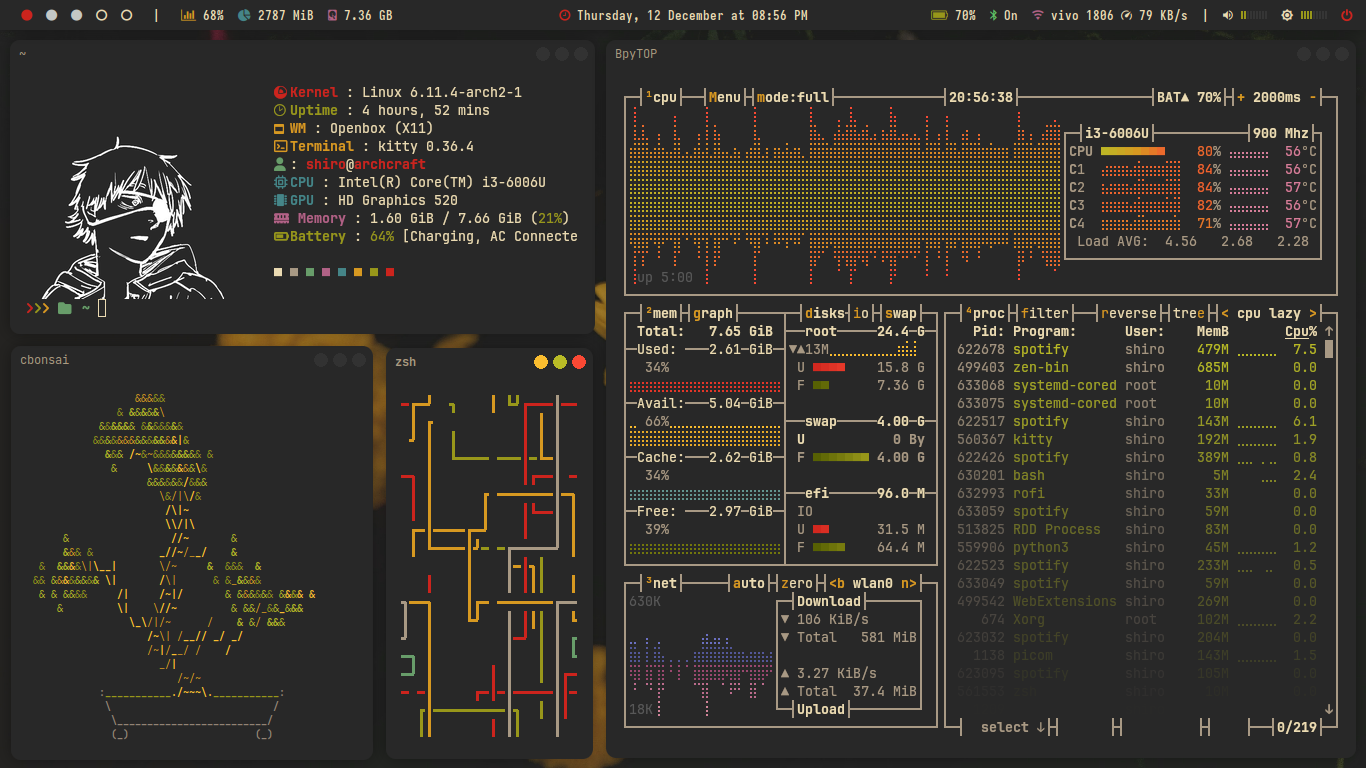 68% 2787 MiB 7.36 GB Thursday, 12 December at 08:56 PM 70% On vivo 1806 79 KB/s
~
Kernel : Linux 6.11.4-arch2-1
Uptime : 4 hours, 52 mins
WM : Openbox (X11)
Terminal : kitty 0.36.4
: shiro@archcraft
CPU : Intel(R) Core(TM) i3-6006U
GPU : HD Graphics 520
Memory : 1.60 GiB / 7.66 GiB (21%)
Battery : 64% [Charging, AC Connecte
~
cbonsai
zsh
BpyTOP
1cpu Menu mode:full 20:56:38 BAT▲ 70% + 2000ms -
i3-6006U 900 Mhz
CPU 80% 56°C
C1 84% 56°C
C2 84% 57°C
C3 82% 56°C
C4 71% 57°C
Load AVG: 4.56 2.68 2.28
up 5:00
2mem graph disks io swap
Total: 7.65 GiB
Used: 2.61 GiB
34%
Avail: 5.04 GiB
66%
Cache: 2.62 GiB
34%
Free: 2.97 GiB
39%
root 24.4 G
▼▲13M
U 15.8 G
F 7.36 G
swap 4.00 G
U 0 By
F 4.00 G
efi 96.0 M
IO
U 31.5 M
F 64.4 M
3net auto zero <b wlan0 n>
630K
18K
Download
▼ 106 KiB/s
▼ Total 581 MiB
▲ 3.27 KiB/s
▲ Total 37.4 MiB
Upload
4proc filter reverse tree < cpu lazy >
Pid: Program: User: MemB Cpu% ↑
622678 spotify shiro 479M 7.5
499403 zen-bin shiro 685M 0.0
633068 systemd-cored root 10M 0.0
633075 systemd-cored root 10M 0.0
622517 spotify shiro 143M 6.1
560367 kitty shiro 192M 1.9
622426 spotify shiro 389M 0.8
630201 bash shiro 5M 2.4
632993 rofi shiro 33M 0.0
633059 spotify shiro 59M 0.0
513825 RDD Process shiro 83M 0.0
559906 python3 shiro 45M 1.2
622523 spotify shiro 233M 0.5
633049 spotify shiro 59M 0.0
499542 WebExtensions shiro 269M 0.0
674 Xorg root 102M 2.2
623032 spotify shiro 204M 0.0
1138 picom shiro 143M 1.5
623095 spotify shiro 105M 0.0
select ↓ 0/219